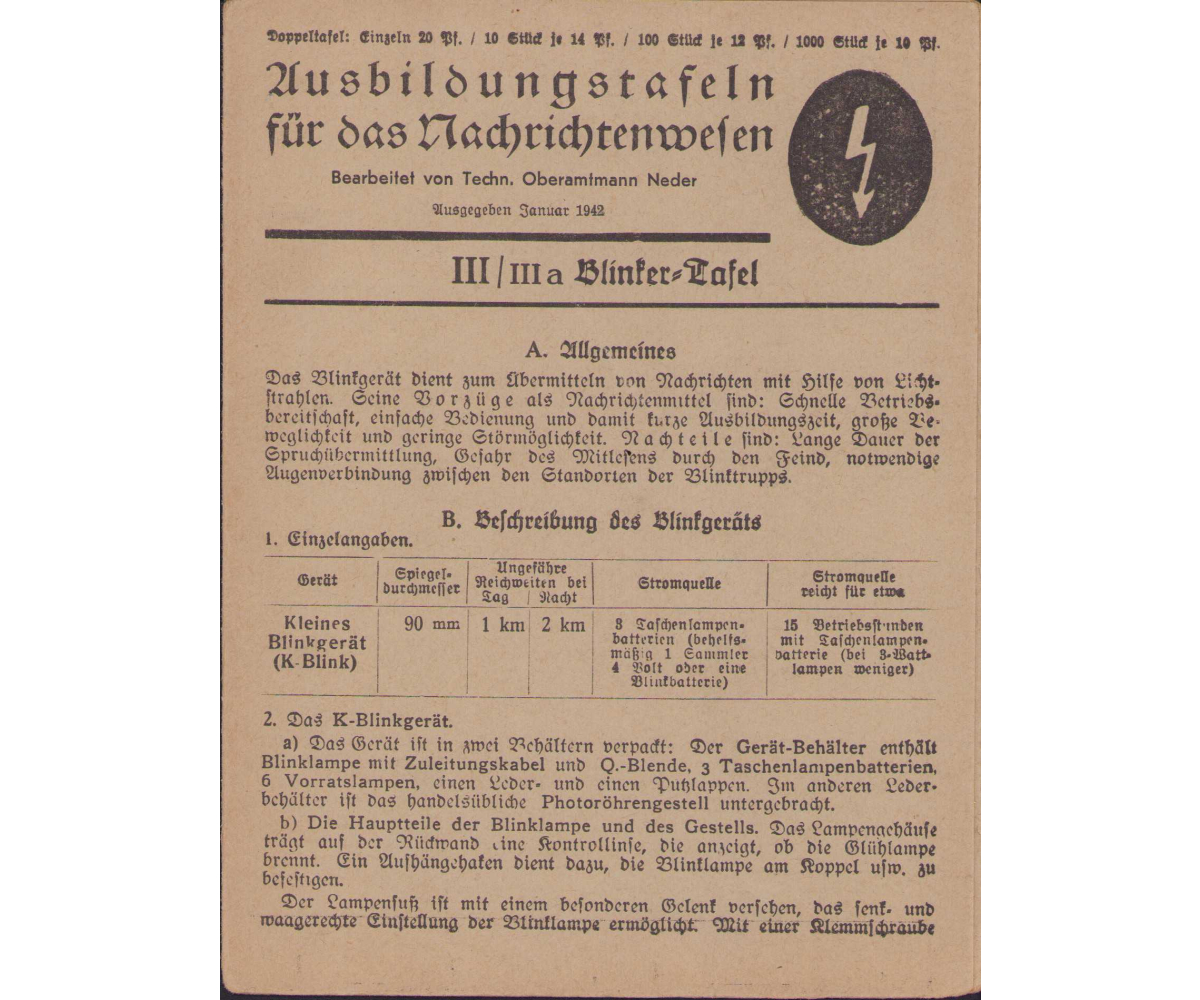 Doppeltafel: Einzeln 20 Pf. / 10 Stück je 14 Pf. / 100 Stück je 12 Pf. / 1000 Stück je 10 Pf.
Ausbildungstafeln
für das Nachrichtenwesen
Bearbeitet von Techn. Oberamtmann Neder
Ausgegeben Januar 1942
III/IIIa Blinker-Tafel
A. Allgemeines
Das Blinkgerät dient zum Übermitteln von Nachrichten mit Hilfe von Licht-
strahlen. Seine Vorzüge als Nachrichtenmittel sind: Schnelle Betriebs-
bereitschaft, einfache Bedienung und damit kurze Ausbildungszeit, große Be-
weglichkeit und geringe Störmöglichkeit. Nachteile sind: Lange Dauer der
Spruchübermittlung, Gefahr des Mitlesens durch den Feind, notwendige
Augenverbindung zwischen den Standorten der Blinktrupps.
B. Beschreibung des Blinkgeräts
1. Einzelangaben.
Gerät
Spiegel-
durchmesser
Ungefähre
Reichweiten bei
Tag | Nacht
Stromquelle
Stromquelle
reicht für etwa
Kleines
Blinkgerät
(K-Blink)
90 mm
1 km
2 km
3 Taschenlampen-
batterien (behelfs-
mäßig 1 Sammler
4 Volt oder eine
Blinkbatterie)
15 Betriebsstunden
mit Taschenlampen-
batterie (bei 3-Watt-
lampen weniger)
2. Das K-Blinkgerät.
a) Das Gerät ist in zwei Behältern verpackt: Der Gerät-Behälter enthält
Blinklampe mit Zuleitungskabel und Q.-Blende, 3 Taschenlampenbatterien,
6 Vorratslampen, einen Leder- und einen Putzlappen. Im anderen Leder-
behälter ist das handelsübliche Photoröhrengestell untergebracht.
b) Die Hauptteile der Blinklampe und des Gestells. Das Lampengehäuse
trägt auf der Rückwand eine Kontrollinse, die anzeigt, ob die Glühlampe
brennt. Ein Aufhängehaken dient dazu, die Blinklampe am Koppel usw. zu
befestigen.
Der Lampenfuß ist mit einem besonderen Gelenk versehen, das senk- und
waagerechte Einstellung der Blinklampe ermöglicht. Mit einer Klemmschraube